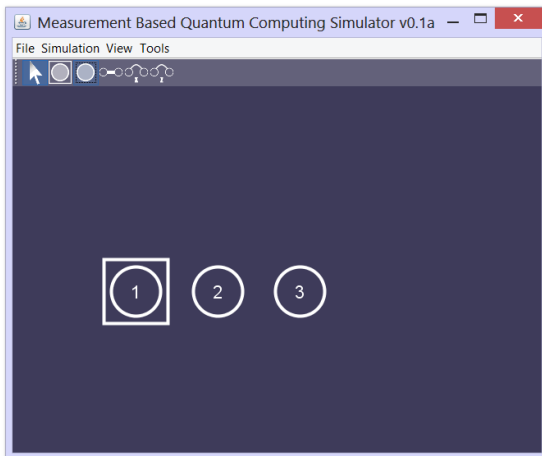 Measurement Based Quantum Computing Simulator v0.1a
File Simulation View Tools
1 2 3